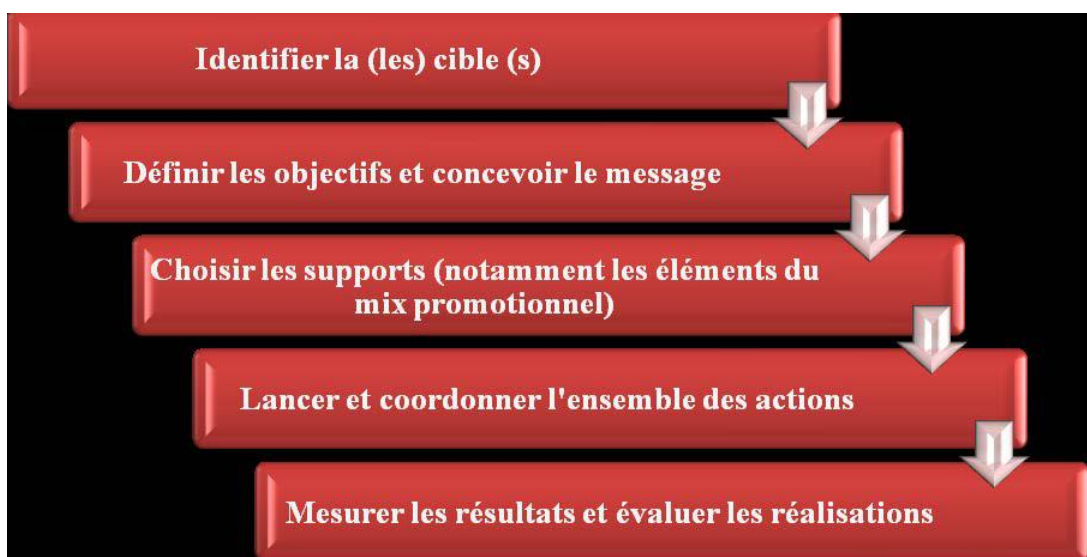 Identifier la (les) cible (s)
Définir les objectifs et concevoir le message
Choisir les supports (notamment les éléments du
mix promotionnel)
Lancer et coordonner l'ensemble des actions
Mesurer les résultats et évaluer les réalisations